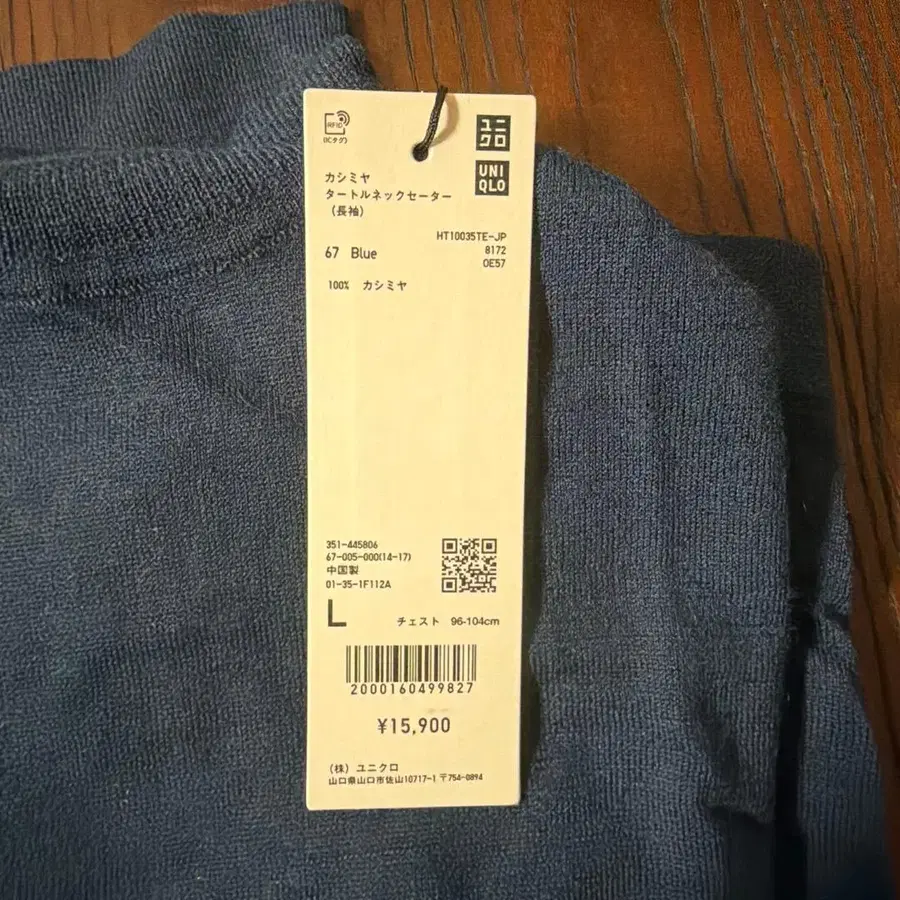 RFID
(ICタグ)
ユニ
クロ
UNI
QLO
カシミヤ
タートルネックセーター
(長袖)
67 Blue
HT10035TE-JP
8172
0E57
100% カシミヤ
351-445806
67-005-000(14-17)
中国製
01-35-1F112A
L チェスト 96-104cm
2000160499827
¥15,900
(株) ユニクロ
山口県山口市佐山10717-1 〒754-0894